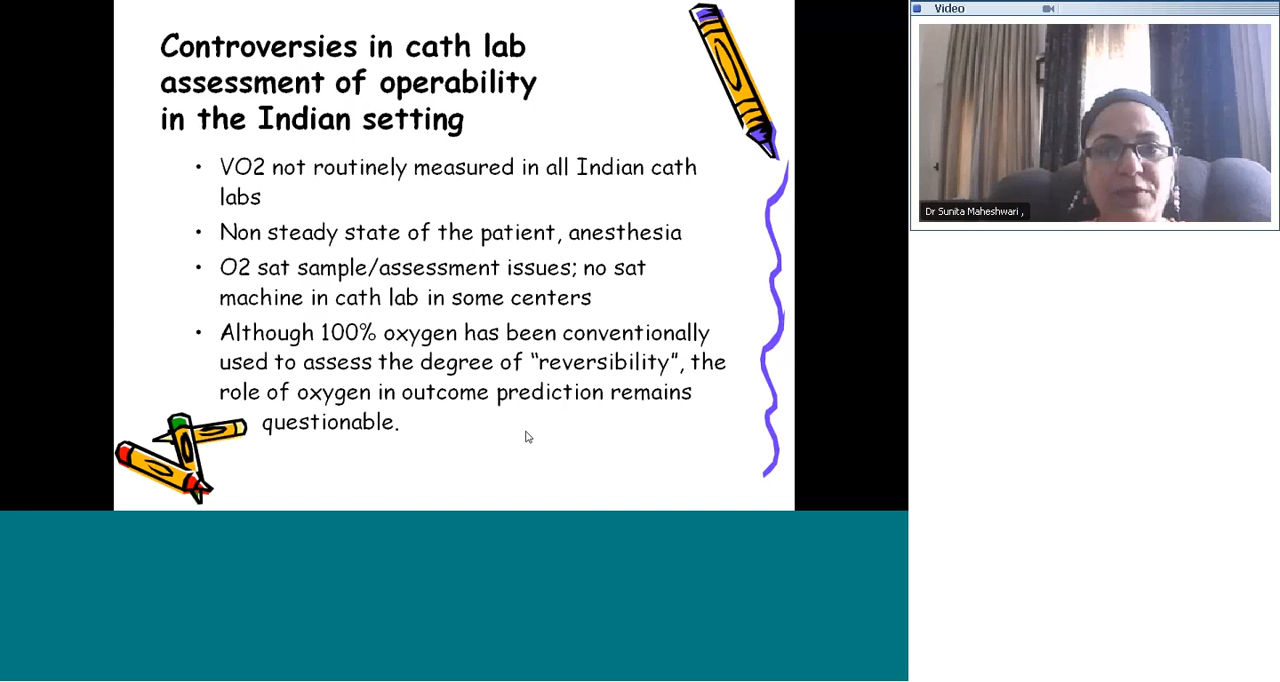 Controversies in cath lab
assessment of operability
in the Indian setting
• VO2 not routinely measured in all Indian cath
labs
• Non steady state of the patient, anesthesia
• O2 sat sample/assessment issues; no sat
machine in cath lab in some centers
• Although 100% oxygen has been conventionally
used to assess the degree of “reversibility”, the
role of oxygen in outcome prediction remains
questionable.
Video
Dr Sunita Maheshwari ,